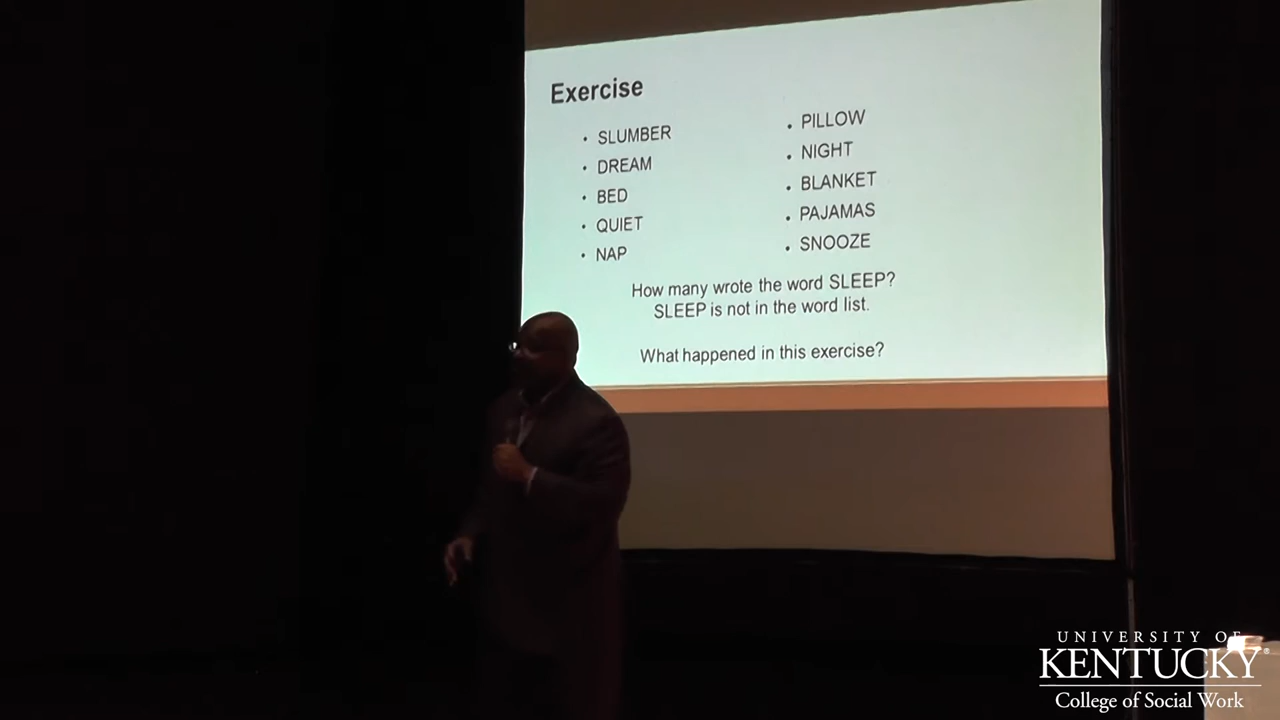 Exercise
• SLUMBER
• DREAM
• BED
• QUIET
• NAP
• PILLOW
• NIGHT
• BLANKET
• PAJAMAS
• SNOOZE
How many wrote the word SLEEP?
SLEEP is not in the word list.
What happened in this exercise?
UNIVERSITY OF
KENTUCKY®
College of Social Work